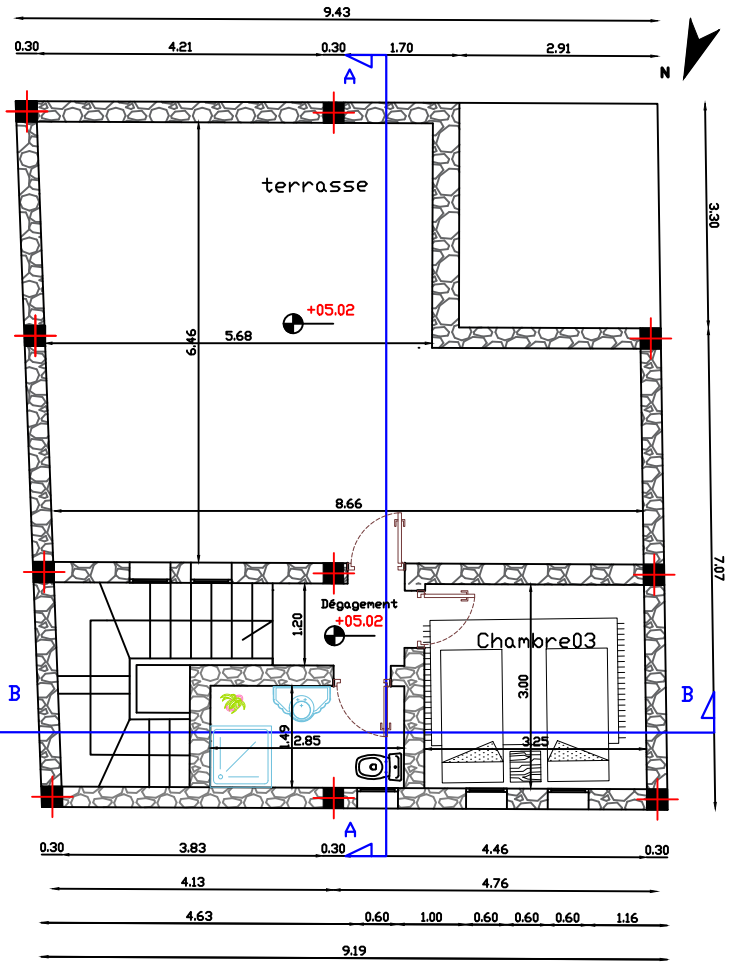 9.43
0.30 4.21 0.30 1.70 2.91
A
N
terrasse
3.30
+05.02
6.46
5.68
8.66
7.07
Dégagement
+05.02
1.20
Chambre03
3.00
B
B
1.49
2.85
3.25
A
0.30 3.83 0.30 4.46 0.30
4.13 4.76
4.63 0.60 1.00 0.60 0.60 0.60 1.16
9.19